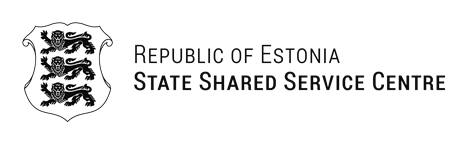 Republic of Estonia
State Shared Service Centre